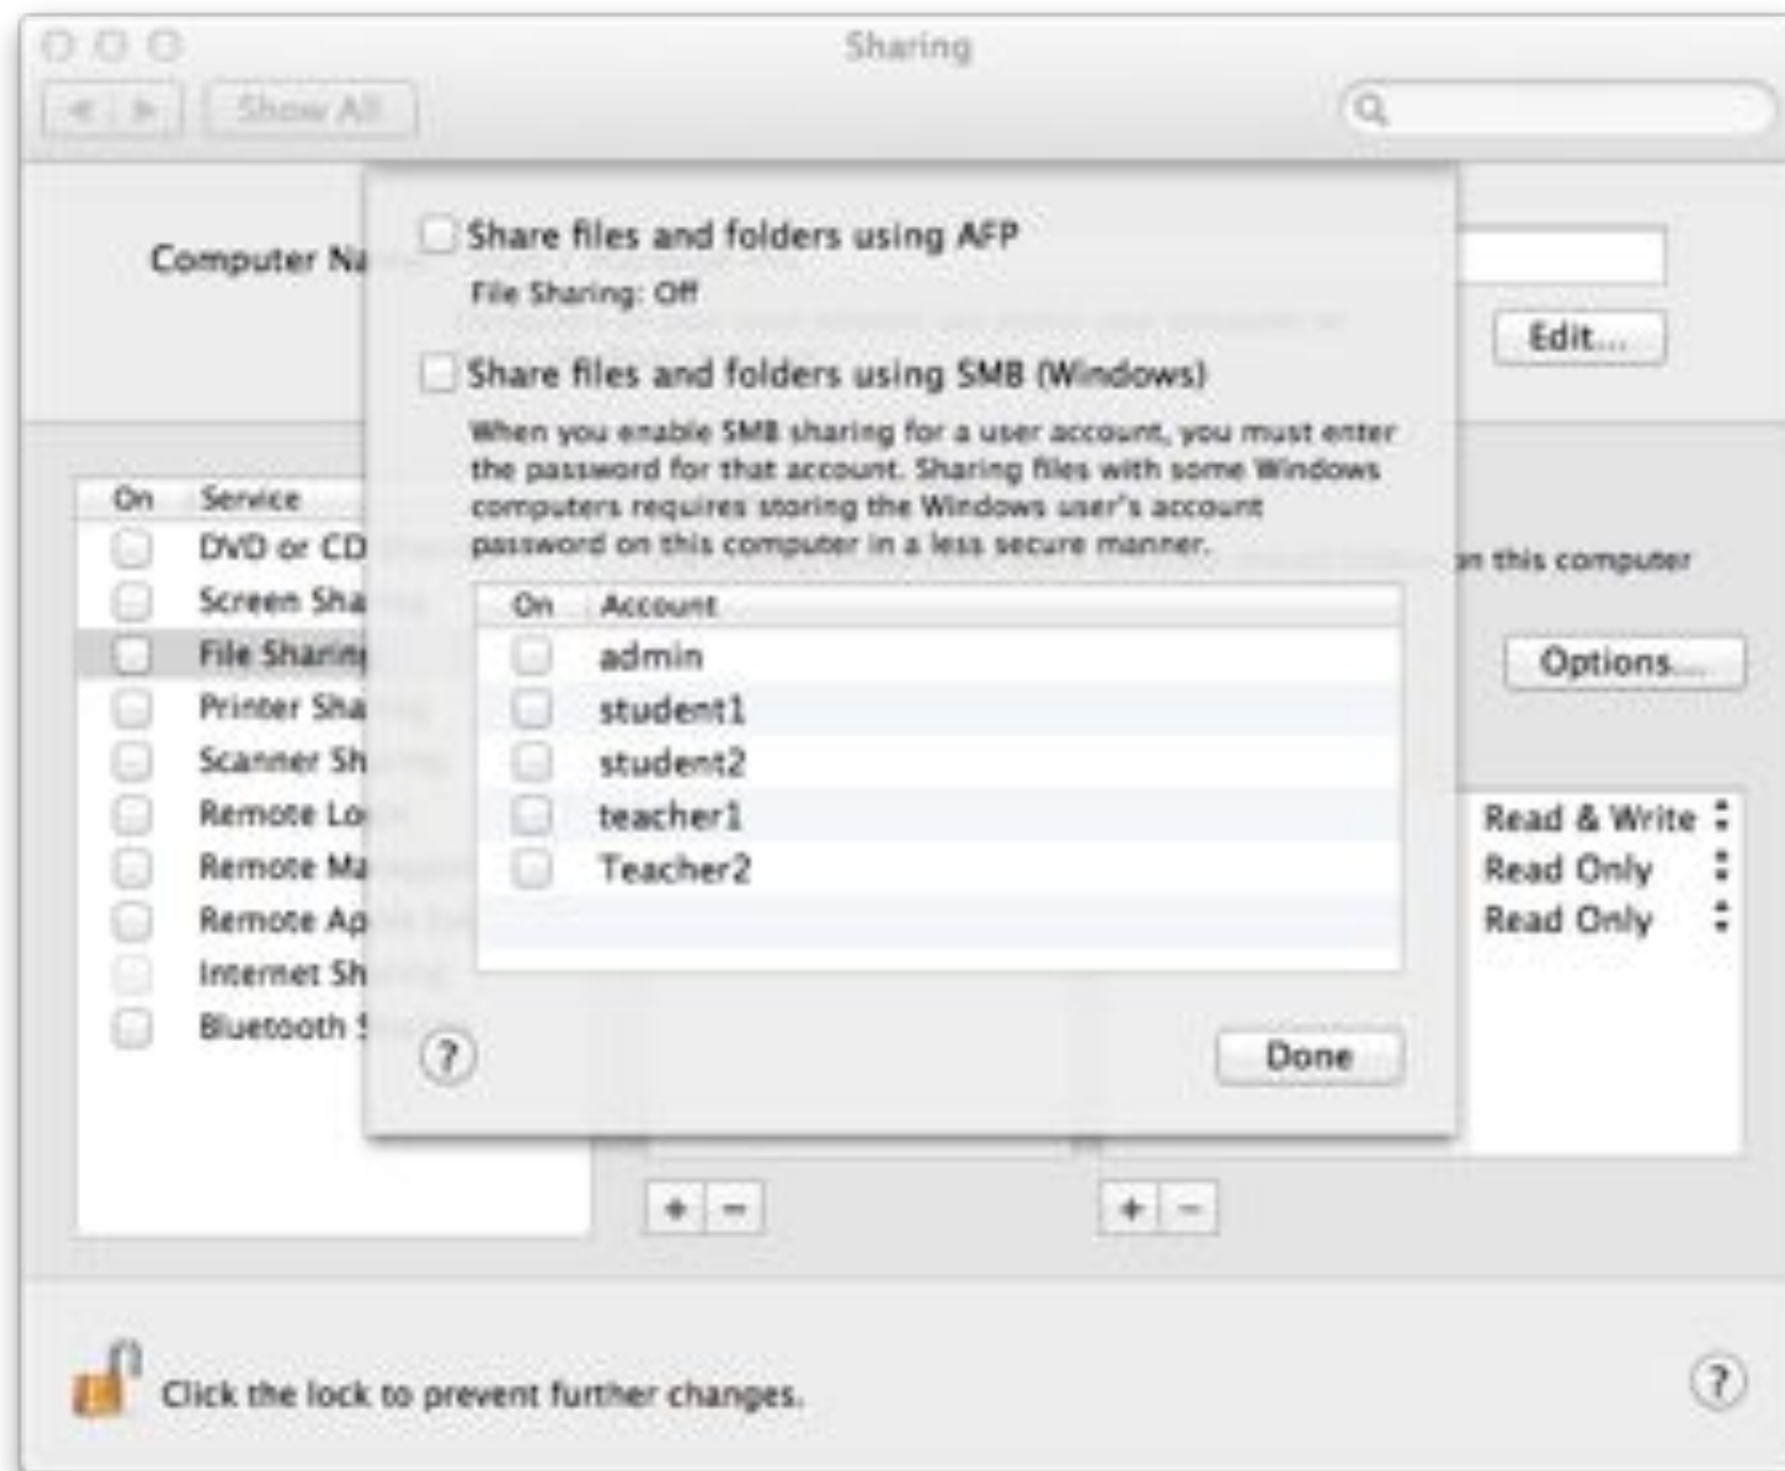 Sharing
Show All
Computer Na
Edit...
Share files and folders using AFP
File Sharing: Off
Share files and folders using SMB (Windows)
When you enable SMB sharing for a user account, you must enter
the password for that account. Sharing files with some Windows
computers requires storing the Windows user's account
password on this computer in a less secure manner.
On Account
admin
student1
student2
teacher1
Teacher2
? Done
On Service
DVD or CD
Screen Sha
File Sharing
Printer Sha
Scanner Sh
Remote Lo
Remote Ma
Remote Ap
Internet Sh
Bluetooth S
on this computer
Options...
Read & Write
Read Only
Read Only
+ −
+ −
Click the lock to prevent further changes.
?